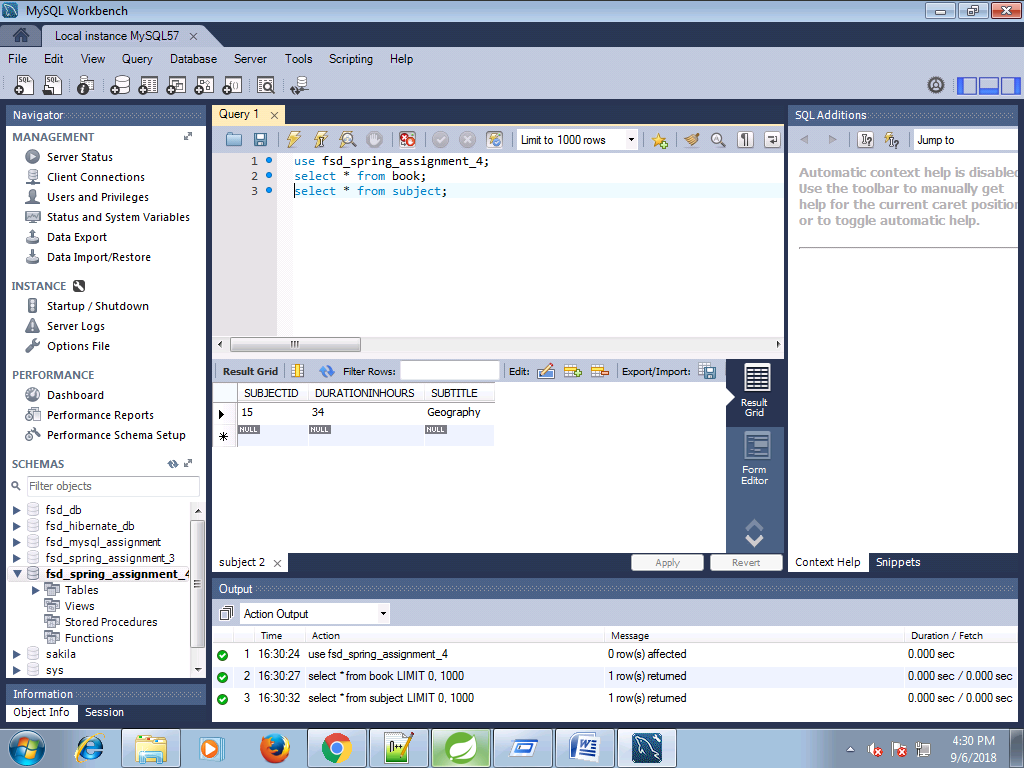 MySQL Workbench
Local instance MySQL57
File Edit View Query Database Server Tools Scripting Help
Navigator
MANAGEMENT
Server Status
Client Connections
Users and Privileges
Status and System Variables
Data Export
Data Import/Restore
INSTANCE
Startup / Shutdown
Server Logs
Options File
PERFORMANCE
Dashboard
Performance Reports
Performance Schema Setup
SCHEMAS
Filter objects
fsd_db
fsd_hibernate_db
fsd_mysql_assignment
fsd_spring_assignment_3
fsd_spring_assignment_4
Tables
Views
Stored Procedures
Functions
sakila
sys
Information
Object Info Session
Query 1
Limit to 1000 rows
1 use fsd_spring_assignment_4;
2 select * from book;
3 select * from subject;
Result Grid Filter Rows: Edit: Export/Import:
SUBJECTID DURATIONINHOURS SUBTITLE
15 34 Geography
NULL NULL NULL
Result
Grid
Form
Editor
subject 2
Apply Revert
SQL Additions
Jump to
Automatic context help is disabled.
Use the toolbar to manually get
help for the current caret position
or to toggle automatic help.
Context Help Snippets
Output
Action Output
Time Action Message Duration / Fetch
1 16:30:24 use fsd_spring_assignment_4 0 row(s) affected 0.000 sec
2 16:30:27 select * from book LIMIT 0, 1000 1 row(s) returned 0.000 sec / 0.000 sec
3 16:30:32 select * from subject LIMIT 0, 1000 1 row(s) returned 0.000 sec / 0.000 sec
4:30 PM
9/6/2018